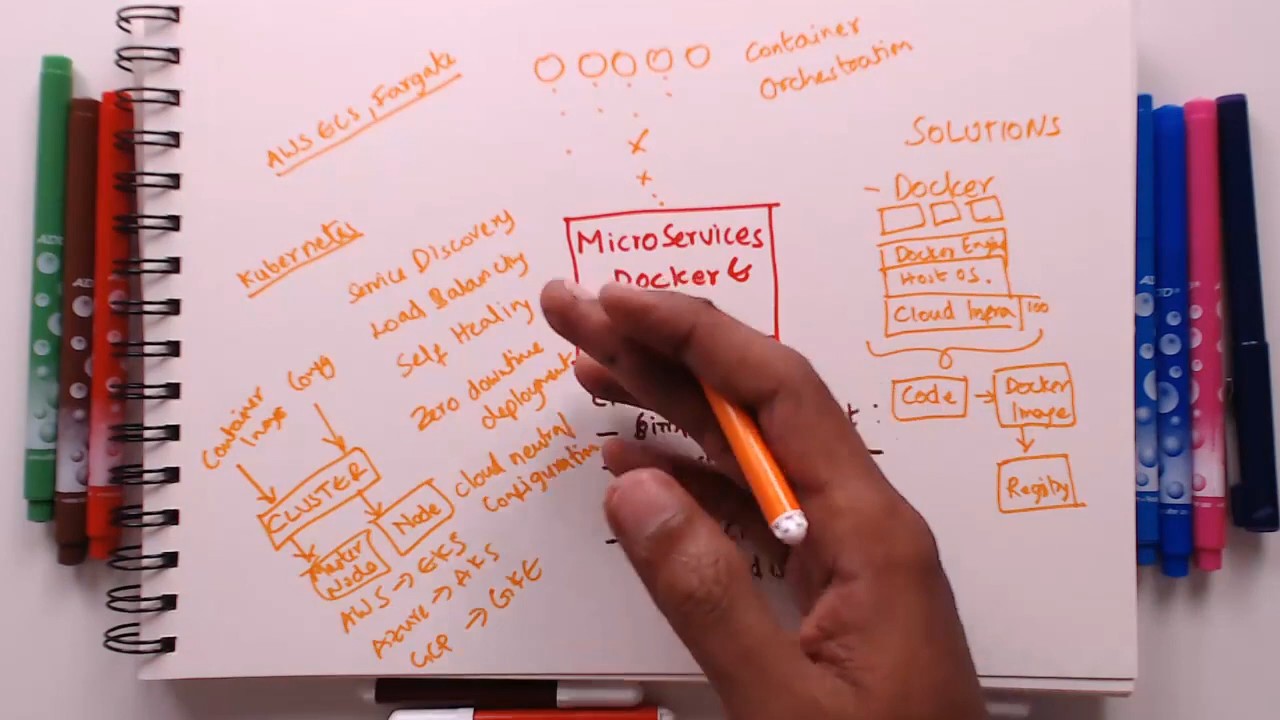 AWS ECS, Fargate
Container
Orchestration
SOLUTIONS
- Docker
Docker Engine
Host OS.
Cloud Infra
100
Code
Docker
Image
Registry
MicroServices
Docker &
Kubernetes
Service Discovery
Load Balancing
Self Healing
Zero downtime
deployments
cloud neutral
Configuration
Container
Image
Config
CLUSTER
Master
Node
Node
AWS → EKS
Azure → AKS
GCP → GKE